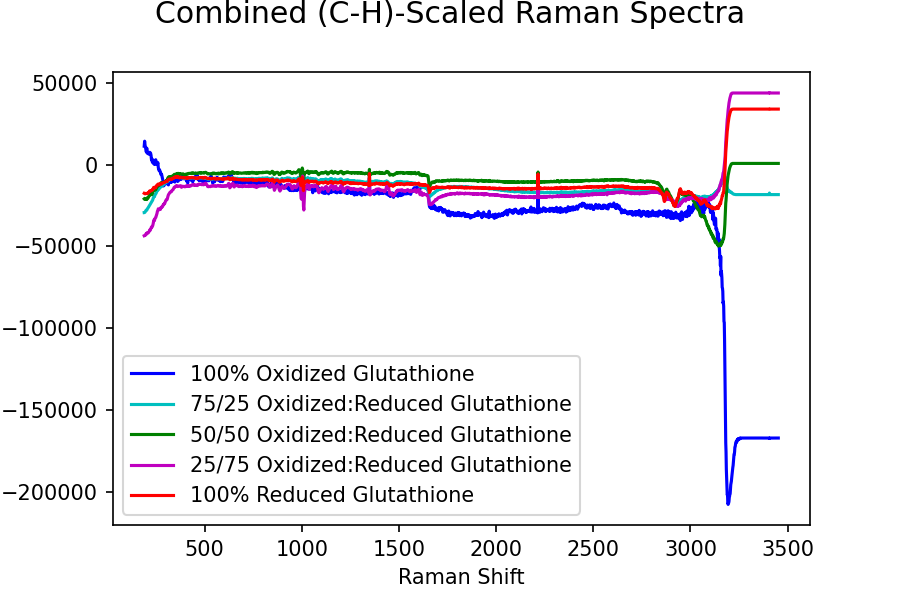 Combined (C-H)-Scaled Raman Spectra
50000
0
−50000
−100000
−150000
−200000
100% Oxidized Glutathione
75/25 Oxidized:Reduced Glutathione
50/50 Oxidized:Reduced Glutathione
25/75 Oxidized:Reduced Glutathione
100% Reduced Glutathione
500 1000 1500 2000 2500 3000 3500
Raman Shift